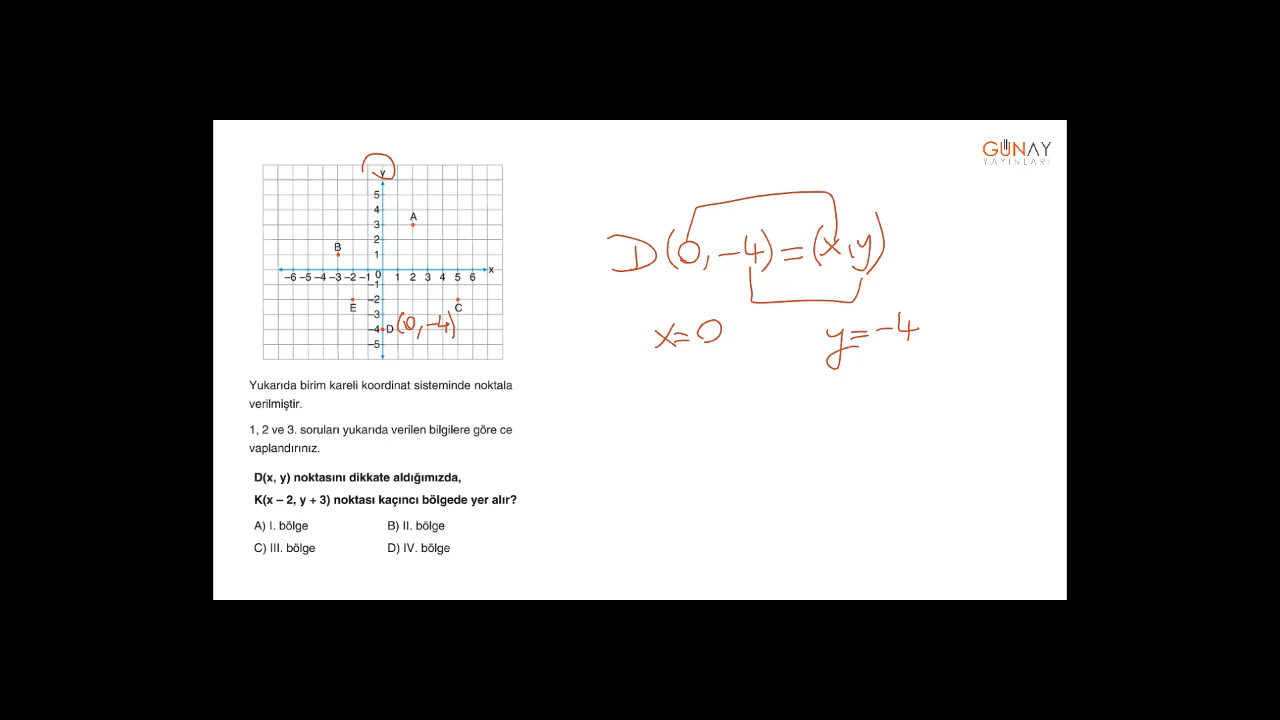 GÜNAY
YAYINLARI
y
5
4
A
3
2
B
1
x
–6 –5 –4 –3 –2 –1 0 1 2 3 4 5 6
–1
–2
E
C
–3
–4 D (0, –4)
–5
D(0, –4) = (x, y)
x = 0
y = –4
Yukarıda birim kareli koordinat sisteminde noktala
verilmiştir.
1, 2 ve 3. soruları yukarıda verilen bilgilere göre ce
vaplandırınız.
D(x, y) noktasını dikkate aldığımızda,
K(x – 2, y + 3) noktası kaçıncı bölgede yer alır?
A) I. bölge B) II. bölge
C) III. bölge D) IV. bölge